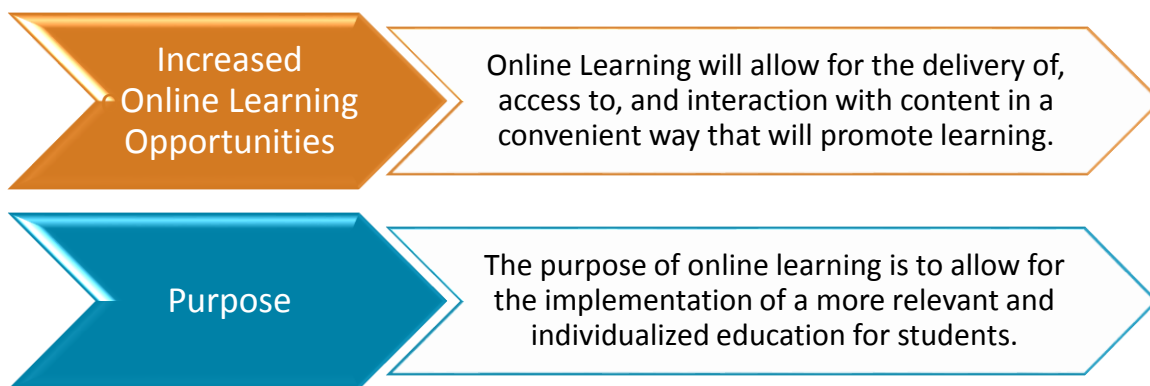 Increased
Online Learning
Opportunities
Online Learning will allow for the delivery of,
access to, and interaction with content in a
convenient way that will promote learning.
Purpose
The purpose of online learning is to allow for
the implementation of a more relevant and
individualized education for students.